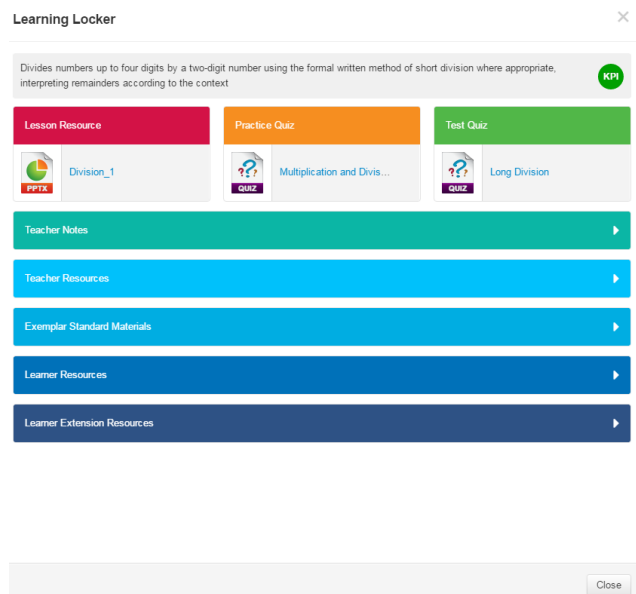 Learning Locker
Divides numbers up to four digits by a two-digit number using the formal written method of short division where appropriate,
interpreting remainders according to the context
KPI
Lesson Resource
Practice Quiz
Test Quiz
PPTX
Division_1
QUIZ
Multiplication and Divis...
QUIZ
Long Division
Teacher Notes
Teacher Resources
Exemplar Standard Materials
Learner Resources
Learner Extension Resources
Close